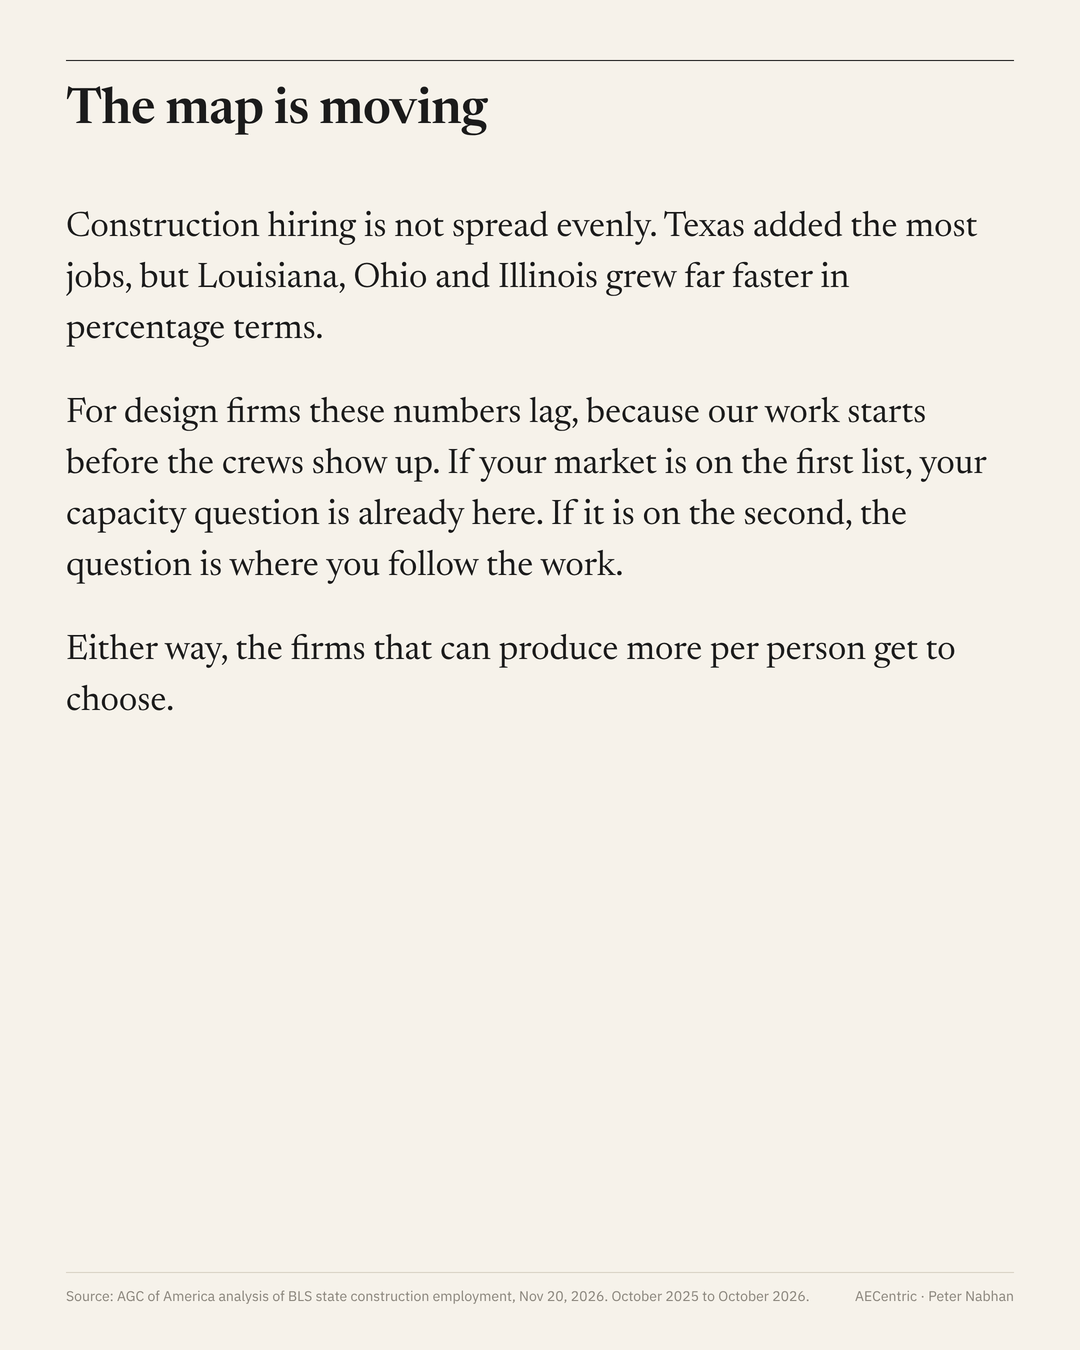 The map is moving
Construction hiring is not spread evenly. Texas added the most
jobs, but Louisiana, Ohio and Illinois grew far faster in
percentage terms.
For design firms these numbers lag, because our work starts
before the crews show up. If your market is on the first list, your
capacity question is already here. If it is on the second, the
question is where you follow the work.
Either way, the firms that can produce more per person get to
choose.
Source: AGC of America analysis of BLS state construction employment, Nov 20, 2026. October 2025 to October 2026.
AECentric · Peter Nabhan